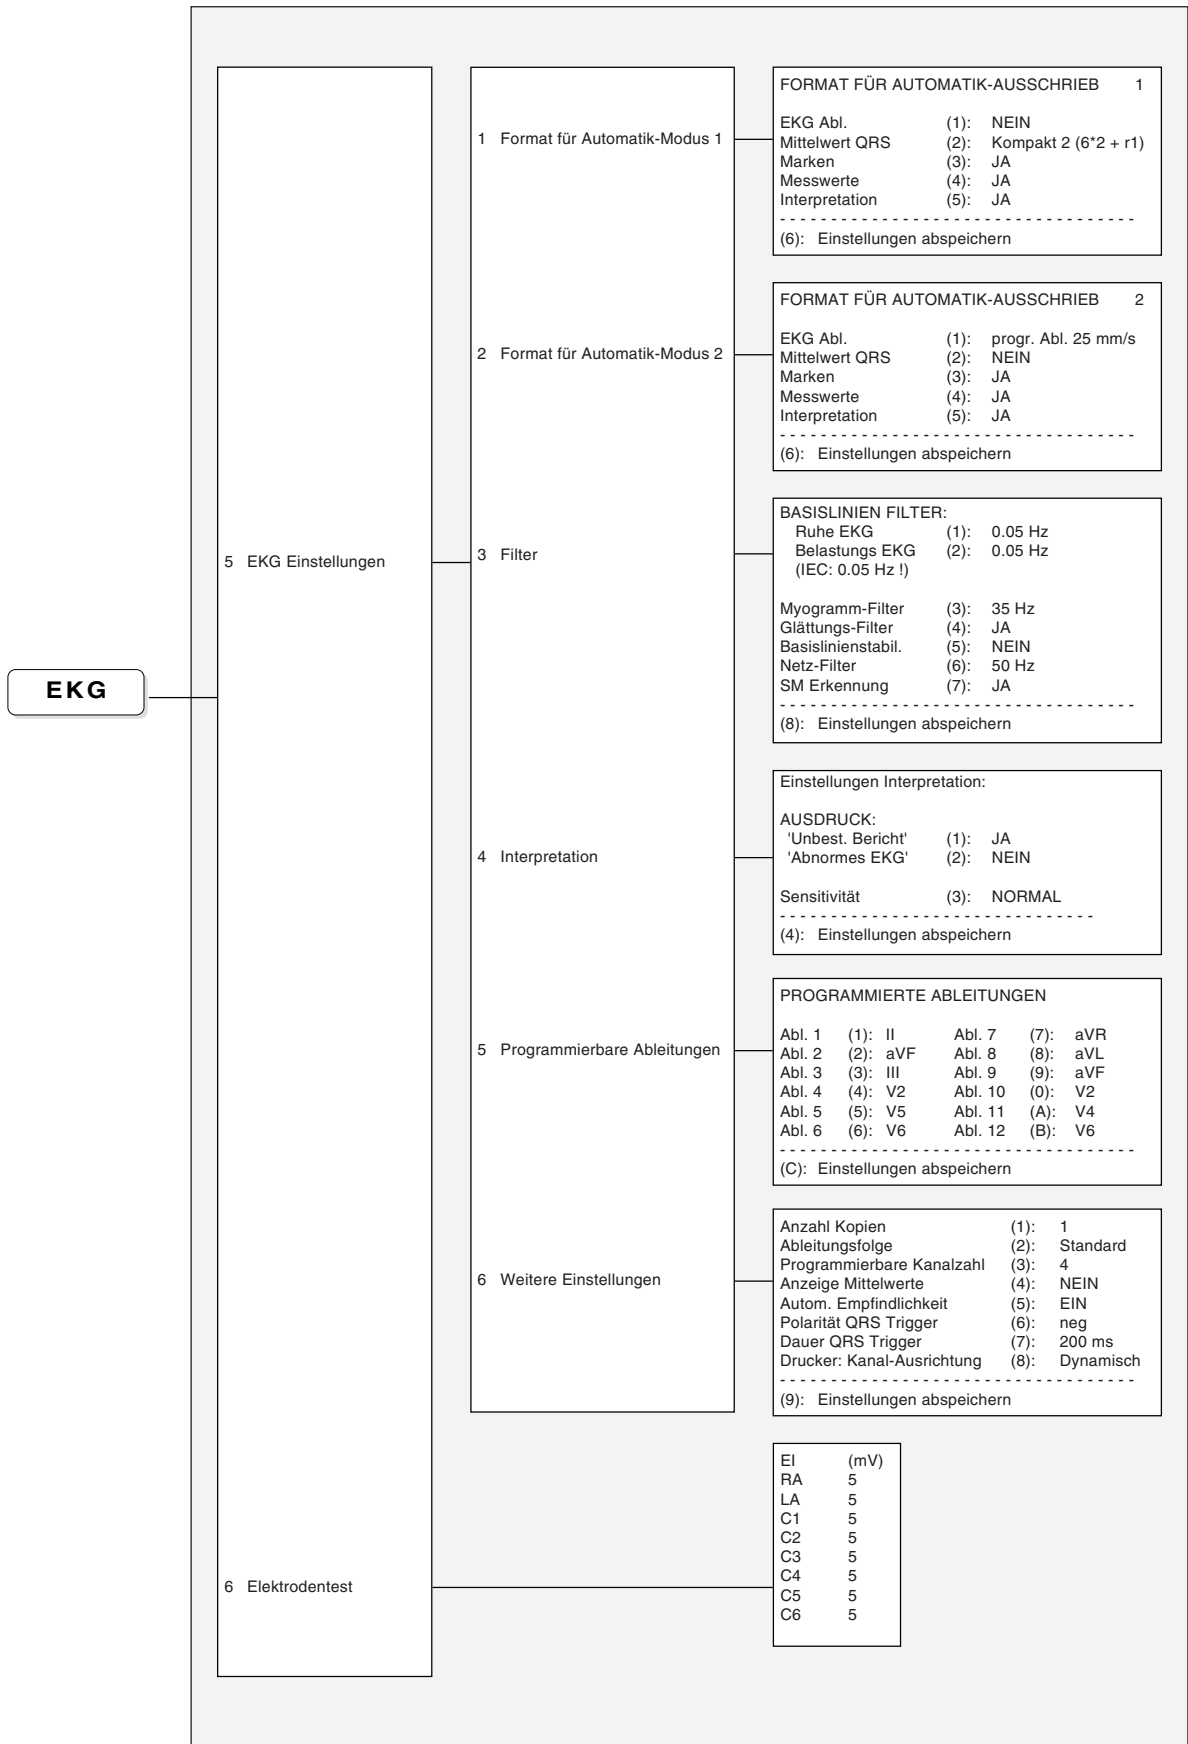 EKG
5 EKG Einstellungen
1 Format für Automatik-Modus 1
FORMAT FÜR AUTOMATIK-AUSSCHRIEB 1
EKG Abl. (1): NEIN
Mittelwert QRS (2): Kompakt 2 (6*2 + r1)
Marken (3): JA
Messwerte (4): JA
Interpretation (5): JA
(6): Einstellungen abspeichern
2 Format für Automatik-Modus 2
FORMAT FÜR AUTOMATIK-AUSSCHRIEB 2
EKG Abl. (1): progr. Abl. 25 mm/s
Mittelwert QRS (2): NEIN
Marken (3): JA
Messwerte (4): JA
Interpretation (5): JA
(6): Einstellungen abspeichern
3 Filter
BASISLINIEN FILTER:
Ruhe EKG (1): 0.05 Hz
Belastungs EKG (2): 0.05 Hz
(IEC: 0.05 Hz !)
Myogramm-Filter (3): 35 Hz
Glättungs-Filter (4): JA
Basislinienstabil. (5): NEIN
Netz-Filter (6): 50 Hz
SM Erkennung (7): JA
(8): Einstellungen abspeichern
4 Interpretation
Einstellungen Interpretation:
AUSDRUCK:
'Unbest. Bericht' (1): JA
'Abnormes EKG' (2): NEIN
Sensitivität (3): NORMAL
(4): Einstellungen abspeichern
5 Programmierbare Ableitungen
PROGRAMMIERTE ABLEITUNGEN
Abl. 1 (1): II Abl. 7 (7): aVR
Abl. 2 (2): aVF Abl. 8 (8): aVL
Abl. 3 (3): III Abl. 9 (9): aVF
Abl. 4 (4): V2 Abl. 10 (0): V2
Abl. 5 (5): V5 Abl. 11 (A): V4
Abl. 6 (6): V6 Abl. 12 (B): V6
(C): Einstellungen abspeichern
6 Weitere Einstellungen
Anzahl Kopien (1): 1
Ableitungsfolge (2): Standard
Programmierbare Kanalzahl (3): 4
Anzeige Mittelwerte (4): NEIN
Autom. Empfindlichkeit (5): EIN
Polarität QRS Trigger (6): neg
Dauer QRS Trigger (7): 200 ms
Drucker: Kanal-Ausrichtung (8): Dynamisch
(9): Einstellungen abspeichern
6 Elektrodentest
El (mV)
RA 5
LA 5
C1 5
C2 5
C3 5
C4 5
C5 5
C6 5